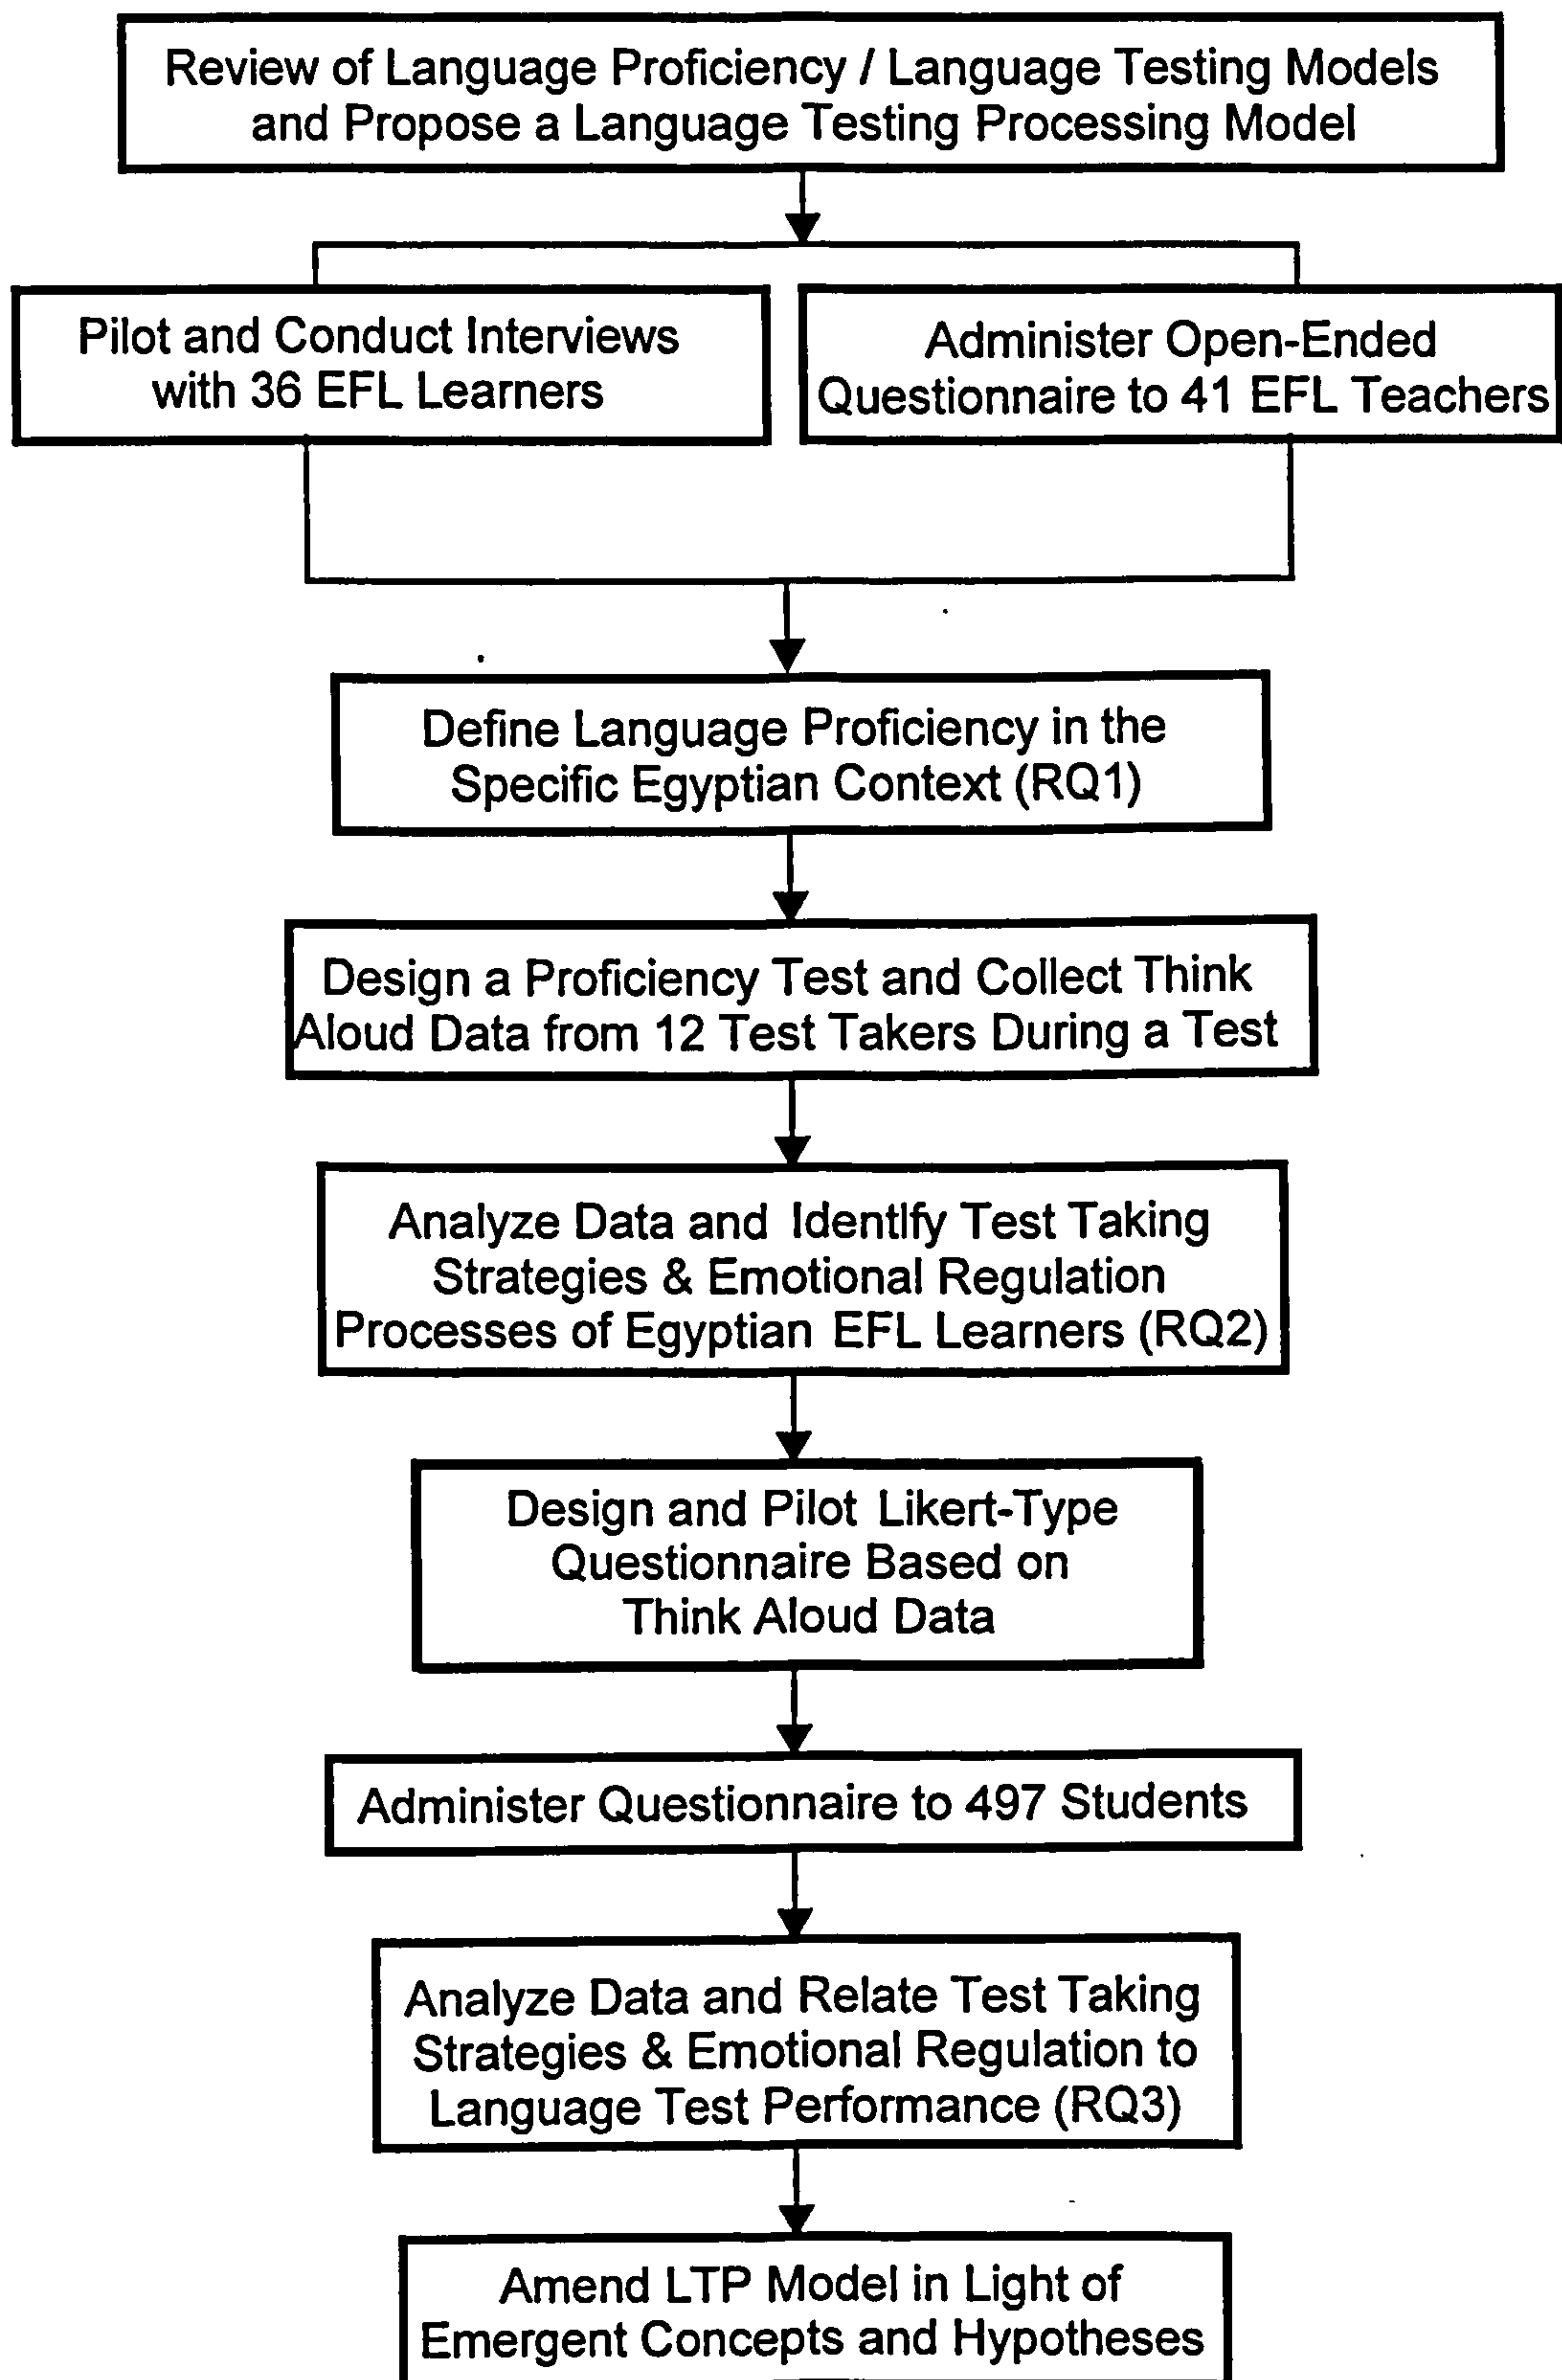 Review of Language Proficiency / Language Testing Models
and Propose a Language Testing Processing Model
Pilot and Conduct Interviews
with 36 EFL Learners
Administer Open-Ended
Questionnaire to 41 EFL Teachers
Define Language Proficiency in the
Specific Egyptian Context (RQ1)
Design a Proficiency Test and Collect Think
Aloud Data from 12 Test Takers During a Test
Analyze Data and Identify Test Taking
Strategies & Emotional Regulation
Processes of Egyptian EFL Learners (RQ2)
Design and Pilot Likert-Type
Questionnaire Based on
Think Aloud Data
Administer Questionnaire to 497 Students
Analyze Data and Relate Test Taking
Strategies & Emotional Regulation to
Language Test Performance (RQ3)
Amend LTP Model in Light of
Emergent Concepts and Hypotheses